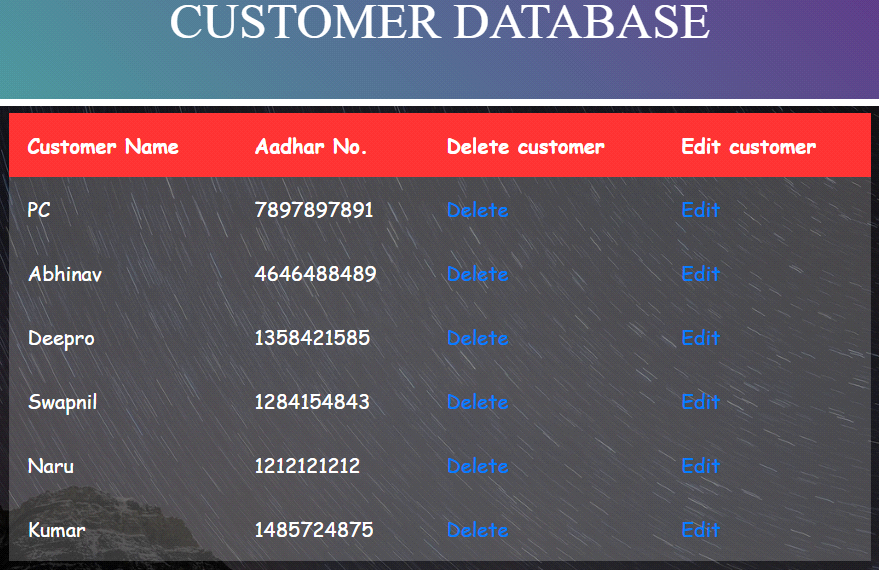 CUSTOMER DATABASE
Customer Name Aadhar No. Delete customer Edit customer
PC 7897897891 Delete Edit
Abhinav 4646488489 Delete Edit
Deepro 1358421585 Delete Edit
Swapnil 1284154843 Delete Edit
Naru 1212121212 Delete Edit
Kumar 1485724875 Delete Edit